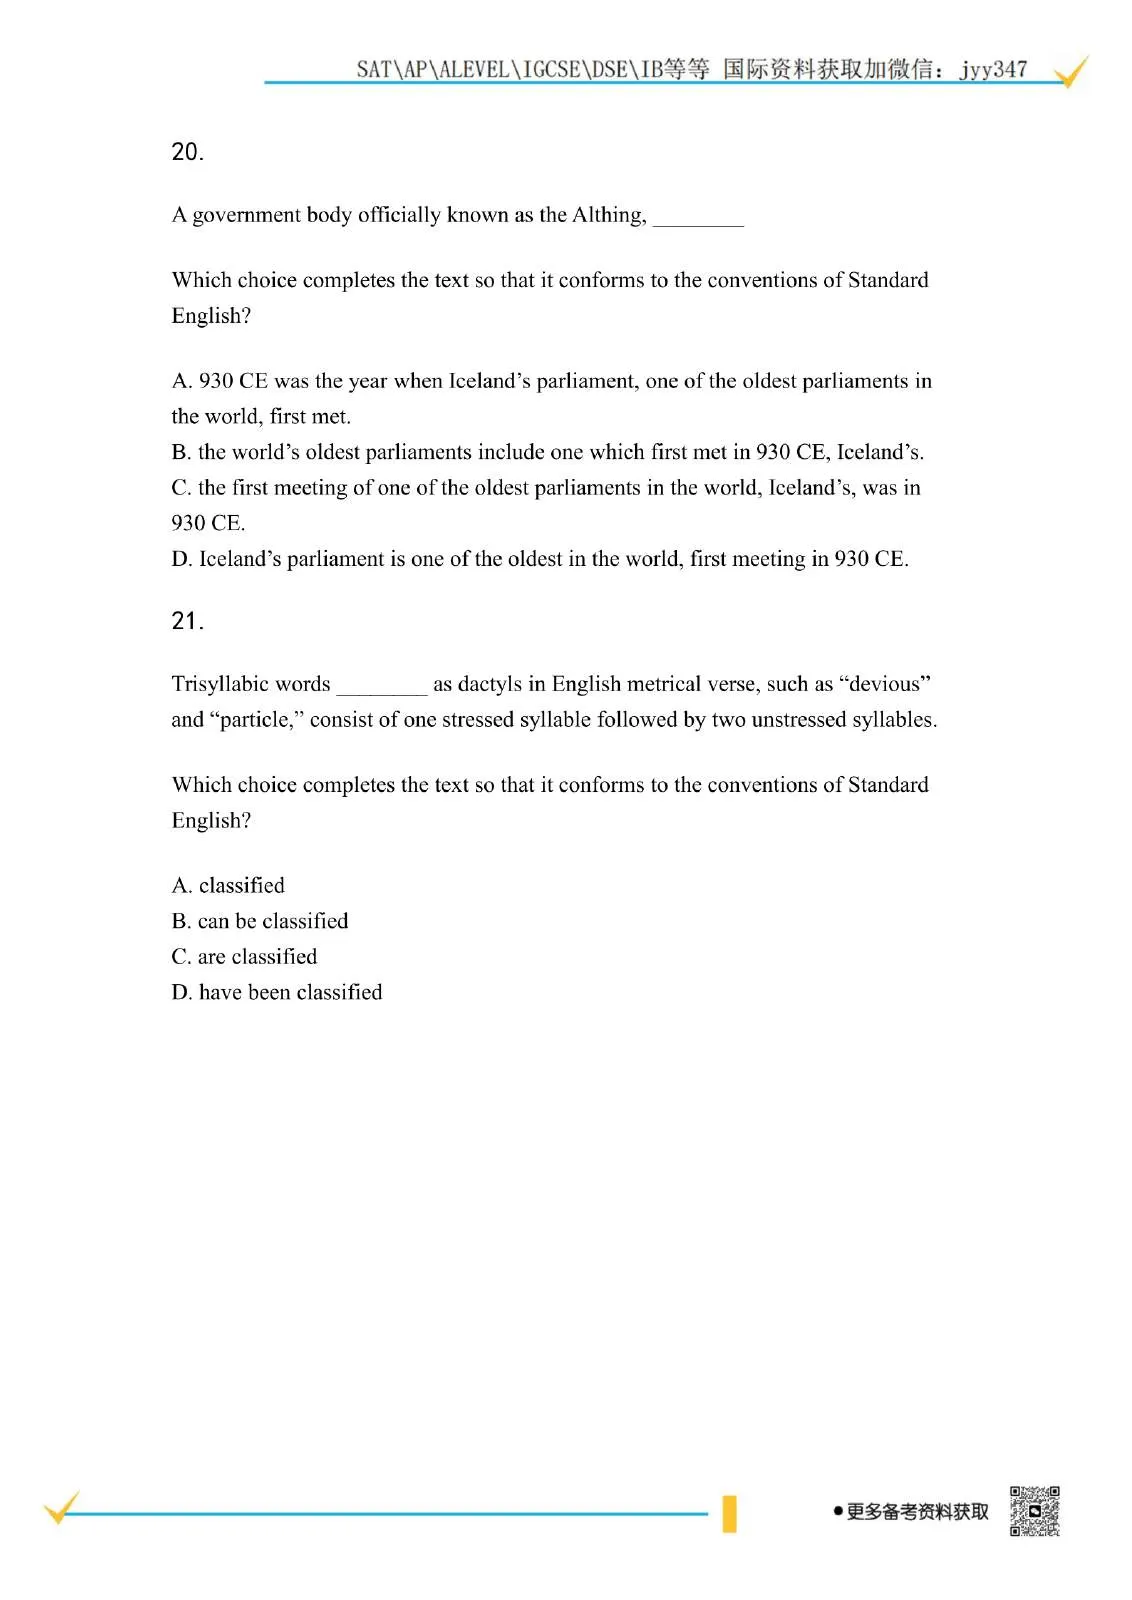 SAT\AP\ALEVEL\IGCSE\DSE\IB等等 国际资料获取加微信：jyy347
20.
A government body officially known as the Althing, ________
Which choice completes the text so that it conforms to the conventions of Standard
English?
A. 930 CE was the year when Iceland’s parliament, one of the oldest parliaments in
the world, first met.
B. the world’s oldest parliaments include one which first met in 930 CE, Iceland’s.
C. the first meeting of one of the oldest parliaments in the world, Iceland’s, was in
930 CE.
D. Iceland’s parliament is one of the oldest in the world, first meeting in 930 CE.
21.
Trisyllabic words ________ as dactyls in English metrical verse, such as “devious”
and “particle,” consist of one stressed syllable followed by two unstressed syllables.
Which choice completes the text so that it conforms to the conventions of Standard
English?
A. classified
B. can be classified
C. are classified
D. have been classified
●更多备考资料获取